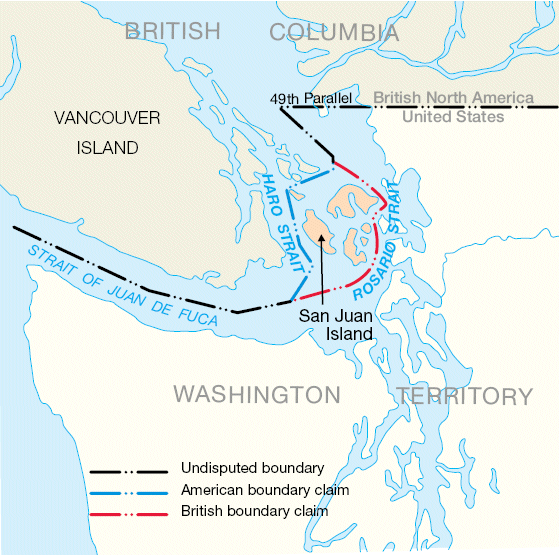 BRITISH COLUMBIA
49th Parallel
British North America
United States
VANCOUVER
ISLAND
HARO STRAIT
ROSARIO STRAIT
STRAIT OF JUAN DE FUCA
San Juan
Island
WASHINGTON TERRITORY
Undisputed boundary
American boundary claim
British boundary claim